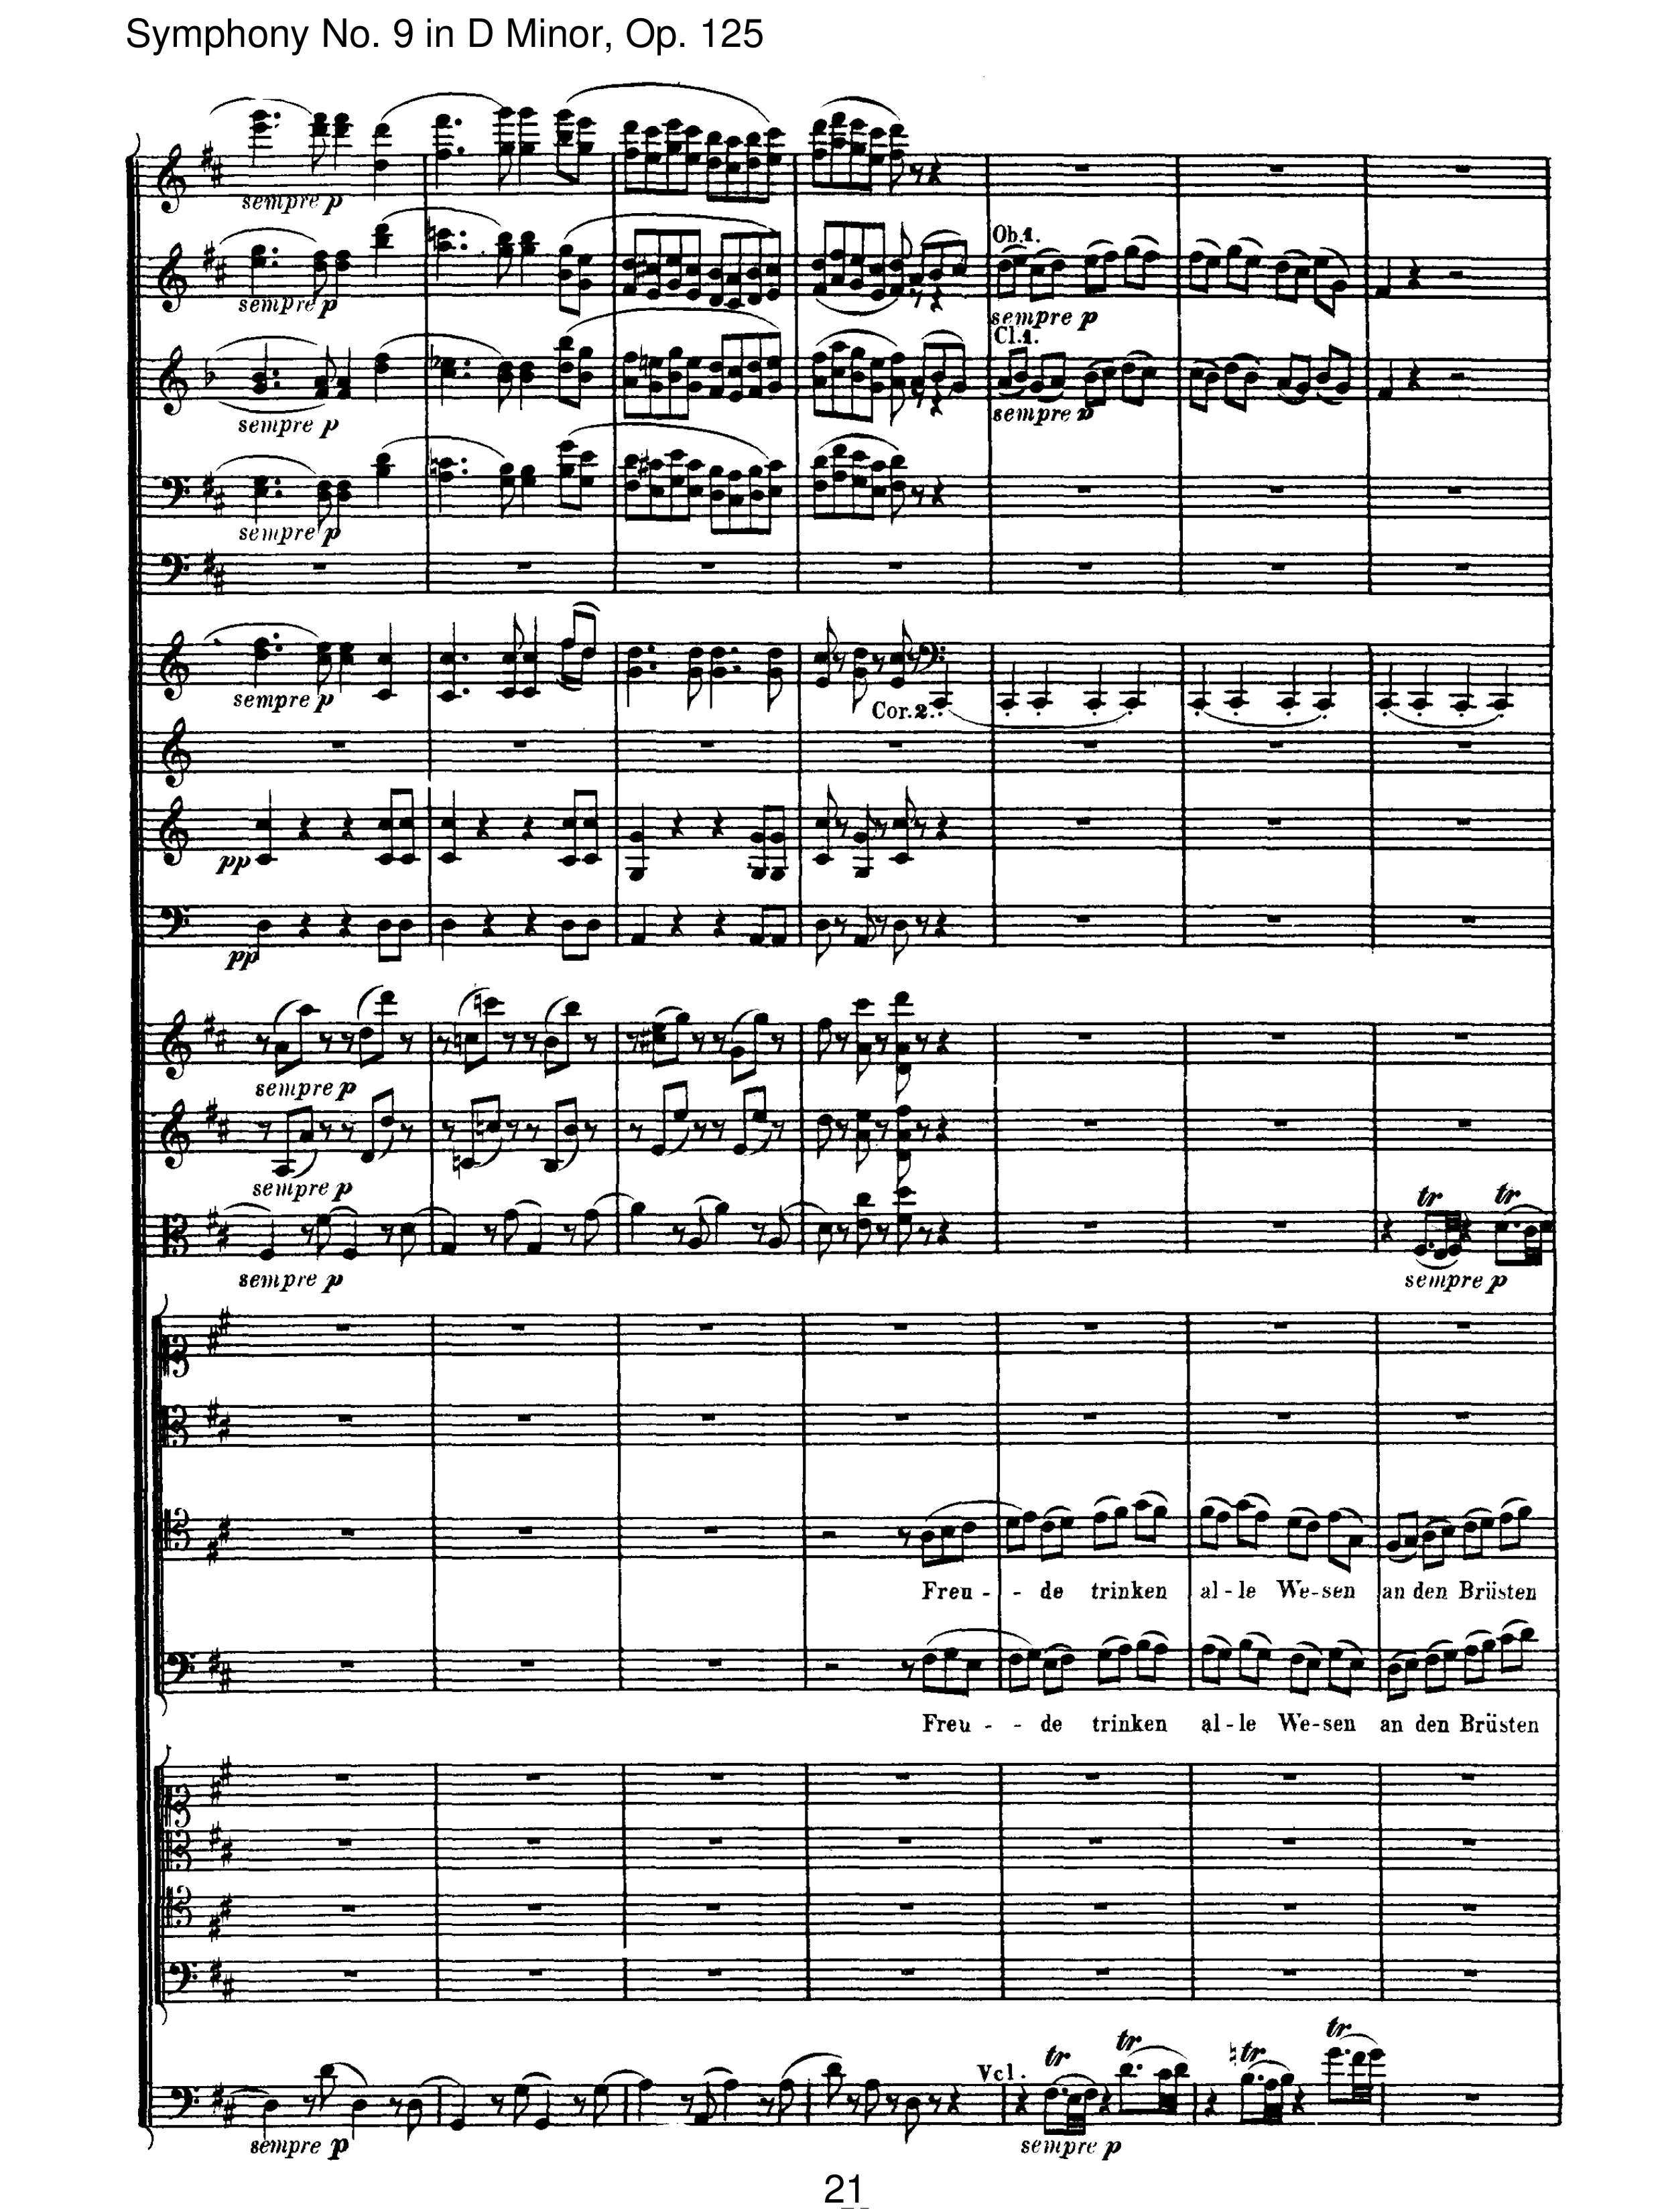 Symphony No. 9 in D Minor, Op. 125
sempre p
Ob.1.
sempre p
sempre p
Cl.1.
sempre p
sempre p
sempre p
sempre p
Cor.2.
pp
pp
sempre p
sempre p
tr tr
sempre p
sempre p
Freu - - de trinken al - le We - sen an den Brüsten
Freu - - de trinken al - le We - sen an den Brüsten
Vcl. tr tr tr tr
sempre p
sempre p
21